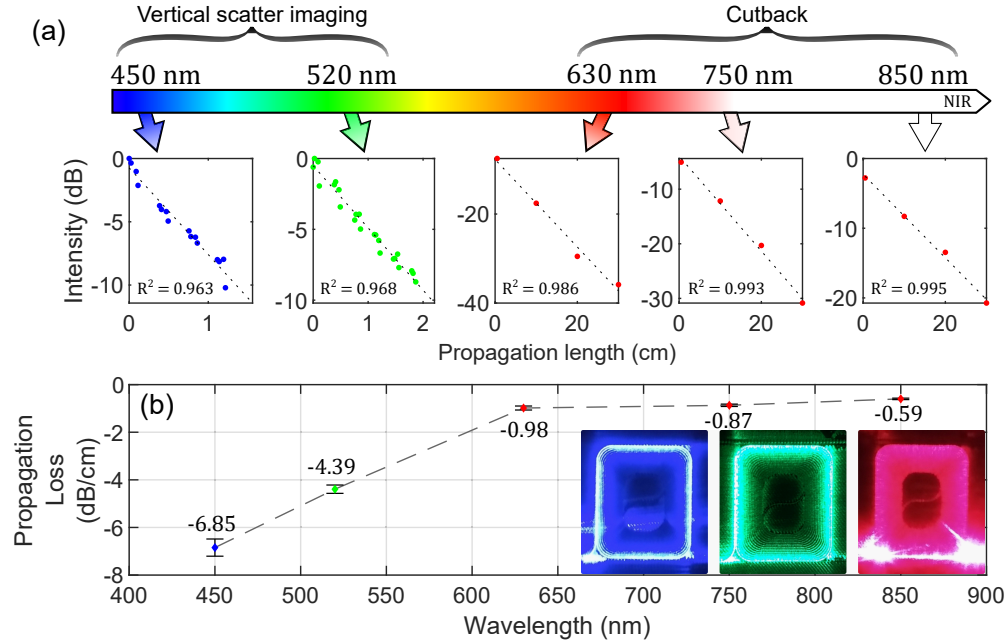 Vertical scatter imaging Cutback
(a)
450 nm 520 nm 630 nm 750 nm 850 nm
NIR
Intensity (dB)
0 -5 -10
R² = 0.963
0 1
0 -5 -10
R² = 0.968
0 1 2
-20 -40
R² = 0.986
0 20
-10 -20 -30
R² = 0.993
0 20
0 -10 -20
R² = 0.995
0 20
Propagation length (cm)
(b)
Propagation
Loss
(dB/cm)
0
-2
-4
-6
-8
-6.85
-4.39
-0.98
-0.87
-0.59
400 450 500 550 600 650 700 750 800 850 900
Wavelength (nm)